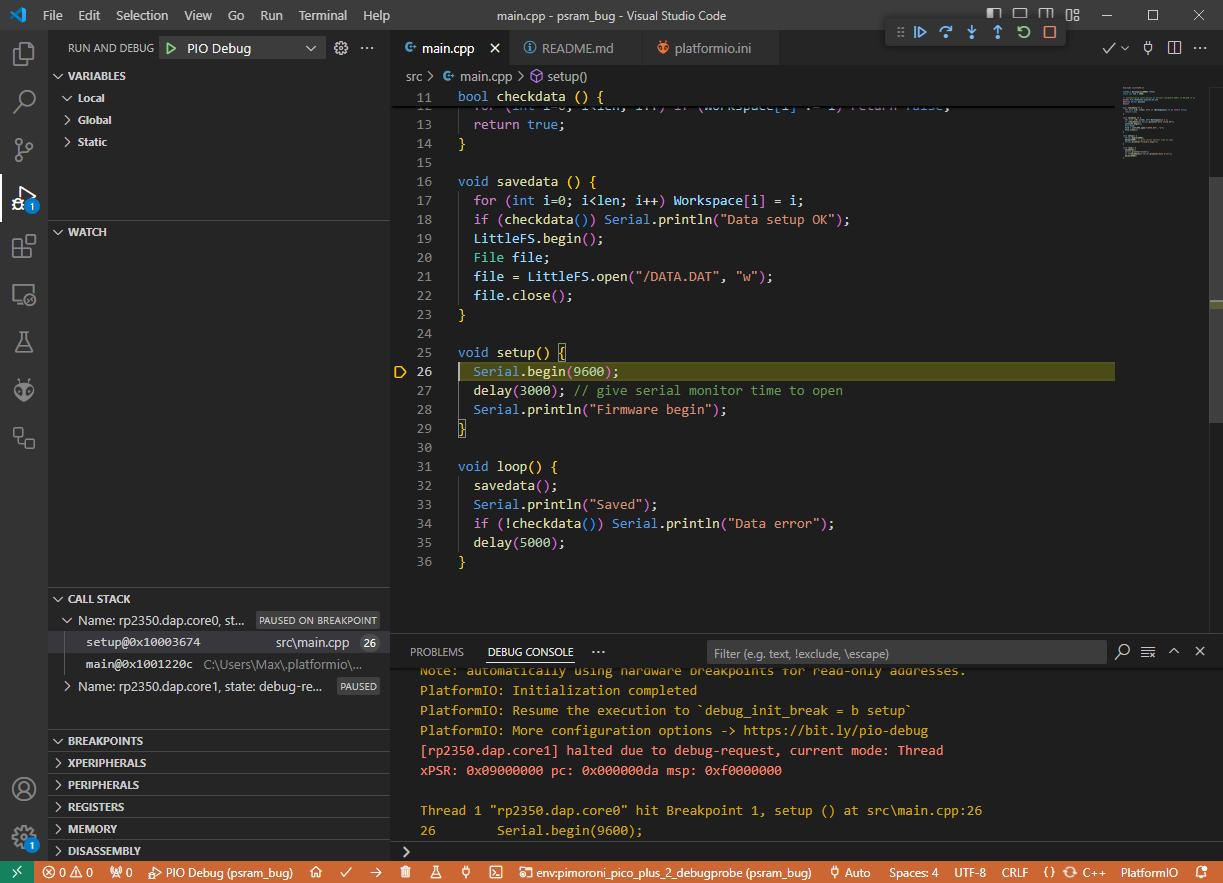 File Edit Selection View Go Run Terminal Help
main.cpp - psram_bug - Visual Studio Code
RUN AND DEBUG PIO Debug
VARIABLES
Local
Global
Static
WATCH
CALL STACK
Name: rp2350.dap.core0, st... PAUSED ON BREAKPOINT
setup@0x10003674 src\main.cpp 26
main@0x1001220c C:\Users\Max\.platformio\...
Name: rp2350.dap.core1, state: debug-re... PAUSED
BREAKPOINTS
XPERIPHERALS
PERIPHERALS
REGISTERS
MEMORY
DISASSEMBLY
1
1
main.cpp README.md platformio.ini
src > main.cpp > setup()
11 bool checkdata () {
12 for (int i=0; i<len; i++) if (Workspace[i] != i) return false;
13 return true;
14 }
15
16 void savedata () {
17 for (int i=0; i<len; i++) Workspace[i] = i;
18 if (checkdata()) Serial.println("Data setup OK");
19 LittleFS.begin();
20 File file;
21 file = LittleFS.open("/DATA.DAT", "w");
22 file.close();
23 }
24
25 void setup() {
26 Serial.begin(9600);
27 delay(3000); // give serial monitor time to open
28 Serial.println("Firmware begin");
29 }
30
31 void loop() {
32 savedata();
33 Serial.println("Saved");
34 if (!checkdata()) Serial.println("Data error");
35 delay(5000);
36 }
PROBLEMS DEBUG CONSOLE ... Filter (e.g. text, !exclude, \escape)
Note: automatically using hardware breakpoints for read-only addresses.
PlatformIO: Initialization completed
PlatformIO: Resume the execution to `debug_init_break = b setup`
PlatformIO: More configuration options -> https://bit.ly/pio-debug
[rp2350.dap.core1] halted due to debug-request, current mode: Thread
xPSR: 0x09000000 pc: 0x000000da msp: 0xf0000000
Thread 1 "rp2350.dap.core0" hit Breakpoint 1, setup () at src\main.cpp:26
26 Serial.begin(9600);
0 0 0 PIO Debug (psram_bug) env:pimoroni_pico_plus_2_debugprobe (psram_bug) Auto Spaces: 4 UTF-8 CRLF {} C++ PlatformIO